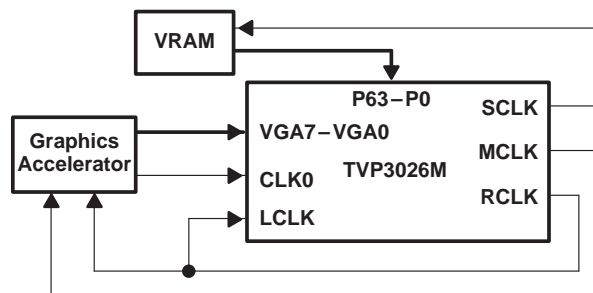 VRAM
P63–P0
SCLK
Graphics
Accelerator
VGA7–VGA0
MCLK
TVP3026M
CLK0
RCLK
LCLK